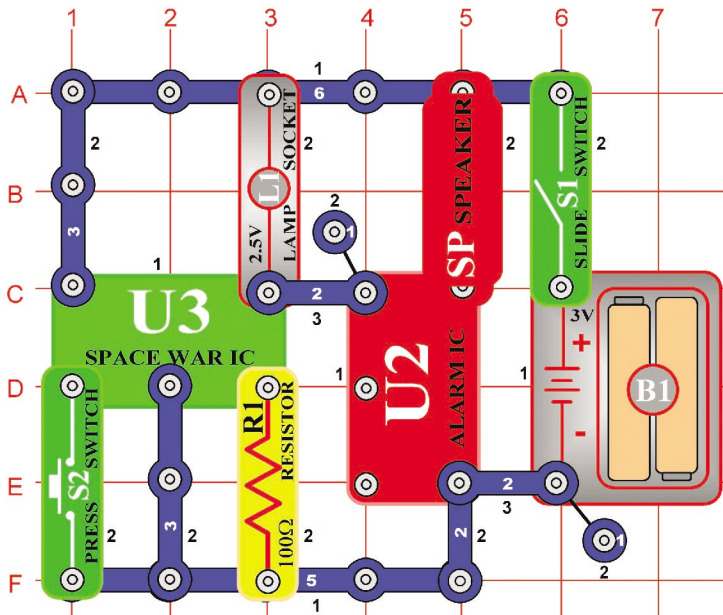 1 2 3 4 5 6 7
A
B
C
D
E
F
1
6
2
3
2
2
2
2.5V
LAMP SOCKET
L1
SP SPEAKER
S1
SLIDE SWITCH
2
1
1
U3
SPACE WAR IC
2
3
U2
ALARM IC
1
1
3V
+
-
B1
S2
PRESS SWITCH
2
3
2
R1
RESISTOR
100Ω
2
5
1
2
3
2
2
1
2